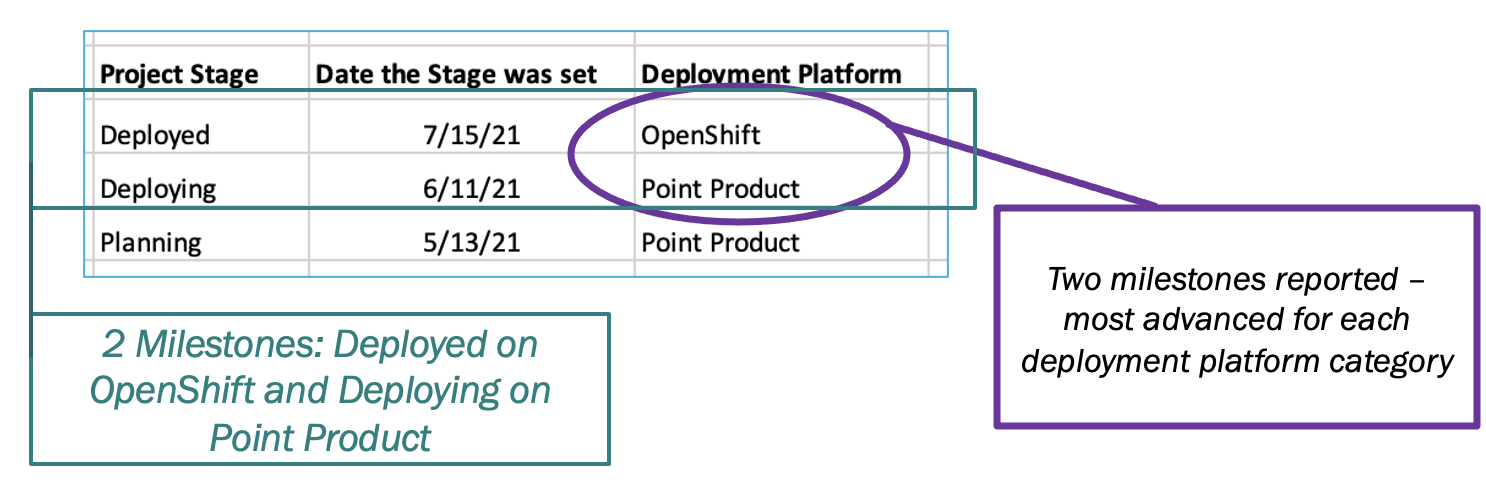 Project Stage Date the Stage was set Deployment Platform
Deployed 7/15/21 OpenShift
Deploying 6/11/21 Point Product
Planning 5/13/21 Point Product
Two milestones reported –
most advanced for each
deployment platform category
2 Milestones: Deployed on
OpenShift and Deploying on
Point Product